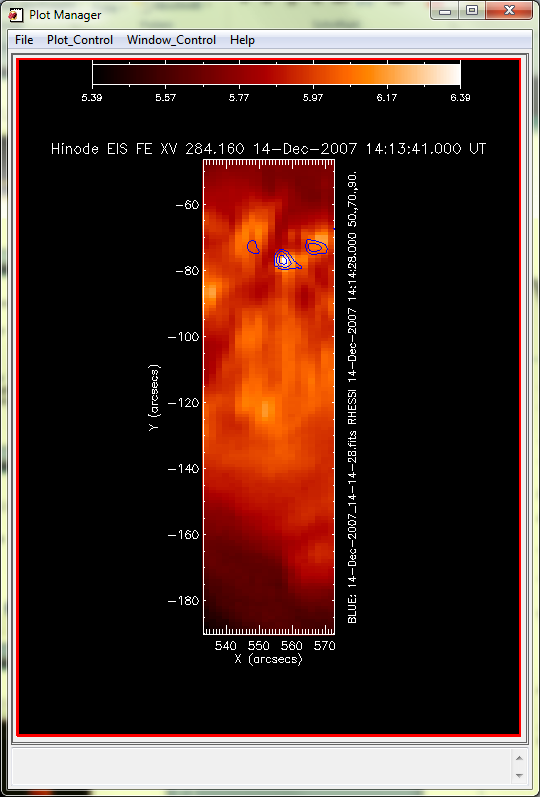 Plot Manager
File Plot_Control Window_Control Help
5.39 5.57 5.77 5.97 6.17 6.39
Hinode EIS FE XV 284.160 14-Dec-2007 14:13:41.000 UT
-60
-80
-100
-120
-140
-160
-180
Y (arcsecs)
540 550 560 570
X (arcsecs)
BLUE: 14-Dec-2007_14-14-28.fits RHESSI 14-Dec-2007 14:14:28.000 50.,70.,90.